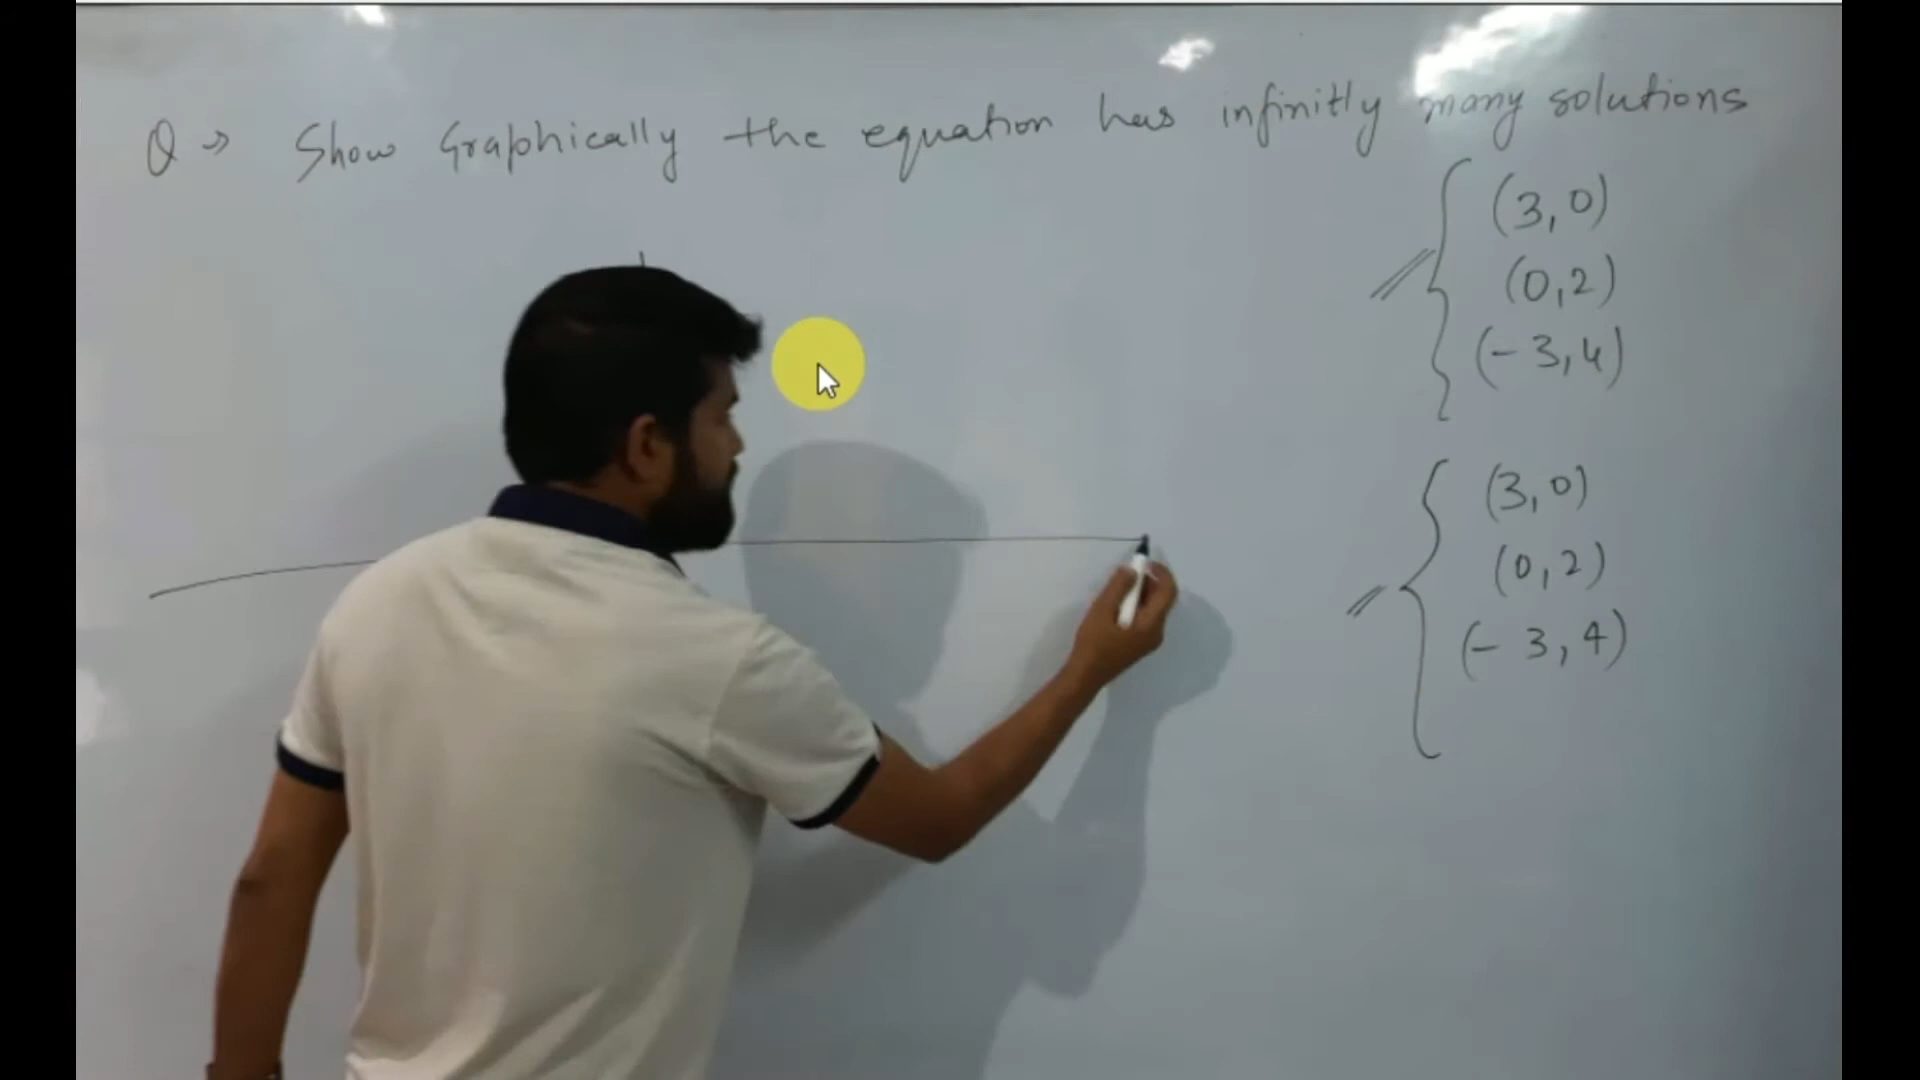 Q → Show Graphically the equation has infinitly many solutions
(3, 0)
(0, 2)
(- 3, 4)
(3, 0)
(0, 2)
(- 3, 4)